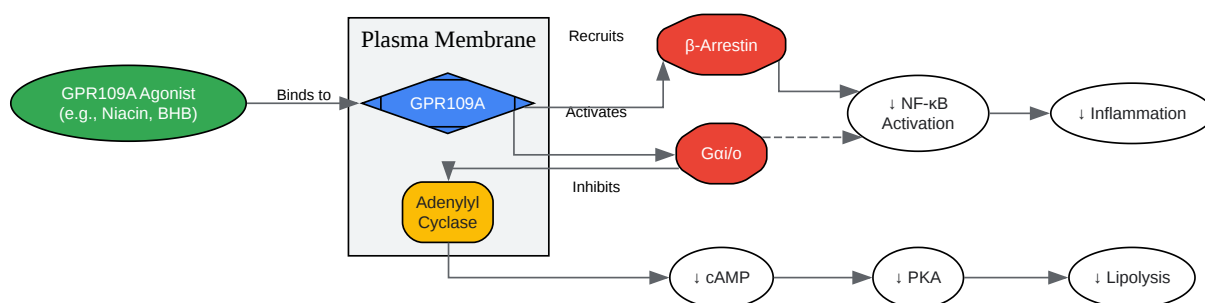 Plasma Membrane
Recruits
β-Arrestin
GPR109A Agonist
(e.g., Niacin, BHB)
Binds to
GPR109A
Activates
↓ NF-κB
Activation
↓ Inflammation
Gαi/o
Inhibits
Adenylyl
Cyclase
↓ cAMP
↓ PKA
↓ Lipolysis